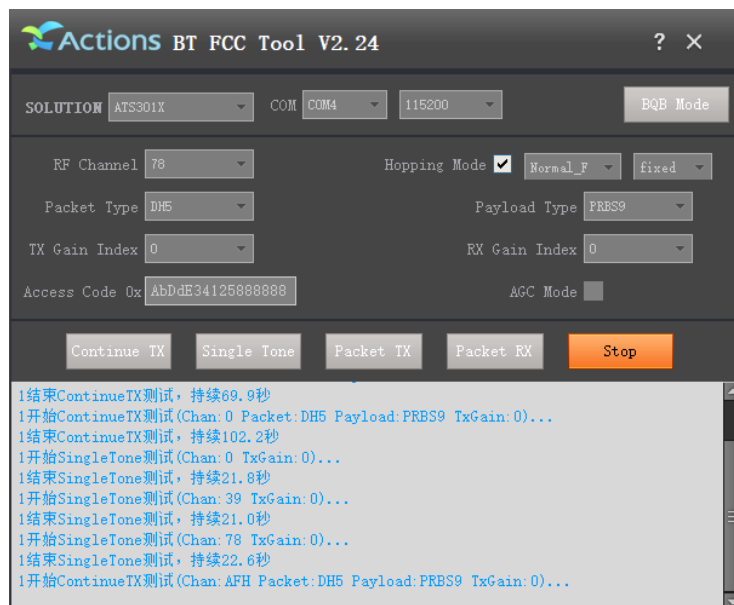 Actions BT FCC Tool V2.24 ? ×
SOLUTION ATS301X COM COM4 115200 BQB Mode
RF Channel 78 Hopping Mode Normal_F fixed
Packet Type DH5 Payload Type PRBS9
TX Gain Index 0 RX Gain Index 0
Access Code 0x AbDdE34125888888 AGC Mode
Continue TX Single Tone Packet TX Packet RX Stop
1结束ContinueTX测试，持续69.9秒
1开始ContinueTX测试(Chan:0 Packet:DH5 Payload:PRBS9 TxGain:0)...
1结束ContinueTX测试，持续102.2秒
1开始SingleTone测试(Chan:0 TxGain:0)...
1结束SingleTone测试，持续21.8秒
1开始SingleTone测试(Chan:39 TxGain:0)...
1结束SingleTone测试，持续21.0秒
1开始SingleTone测试(Chan:78 TxGain:0)...
1结束SingleTone测试，持续22.6秒
1开始ContinueTX测试(Chan:AFH Packet:DH5 Payload:PRBS9 TxGain:0)...